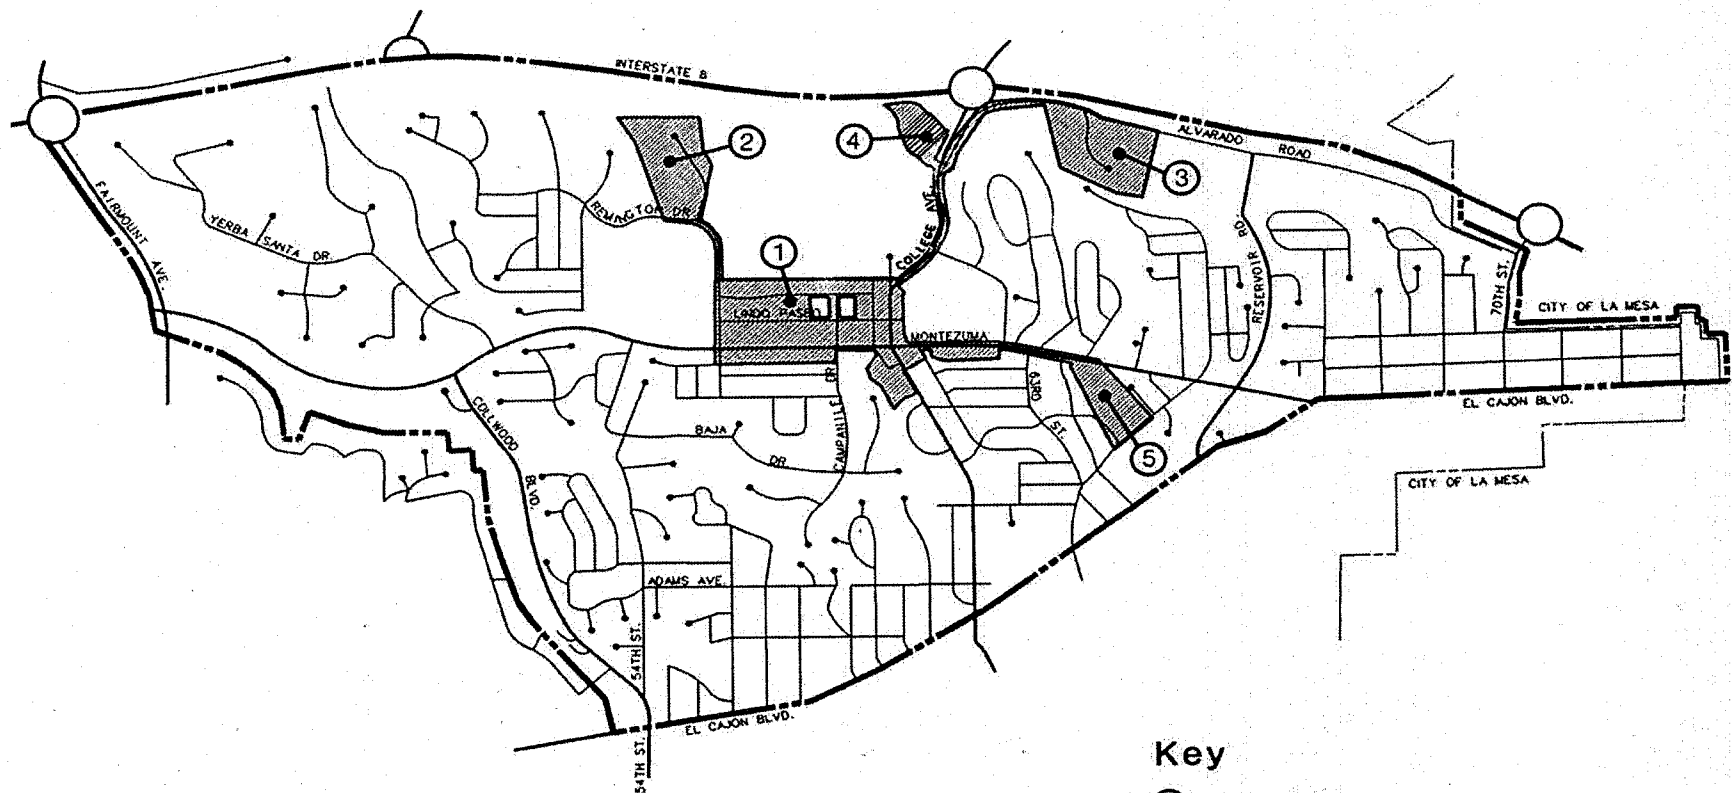 INTERSTATE 8
ALVARADO
ROAD
FAIRMOUNT
AVE.
YERBA
SANTA DR.
REMINGTON DR.
COLLEGE AVE.
RESERVOIR RD.
70TH ST.
CITY OF LA MESA
1
2
3
4
5
LINDO PASEO
MONTEZUMA
COLLWOOD
BLVD.
BAJA
DR.
CAMPANILE
DR.
63RD
ST.
EL CAJON BLVD.
CITY OF LA MESA
ADAMS AVE.
54TH ST.
EL CAJON BLVD.
54TH ST.
Key